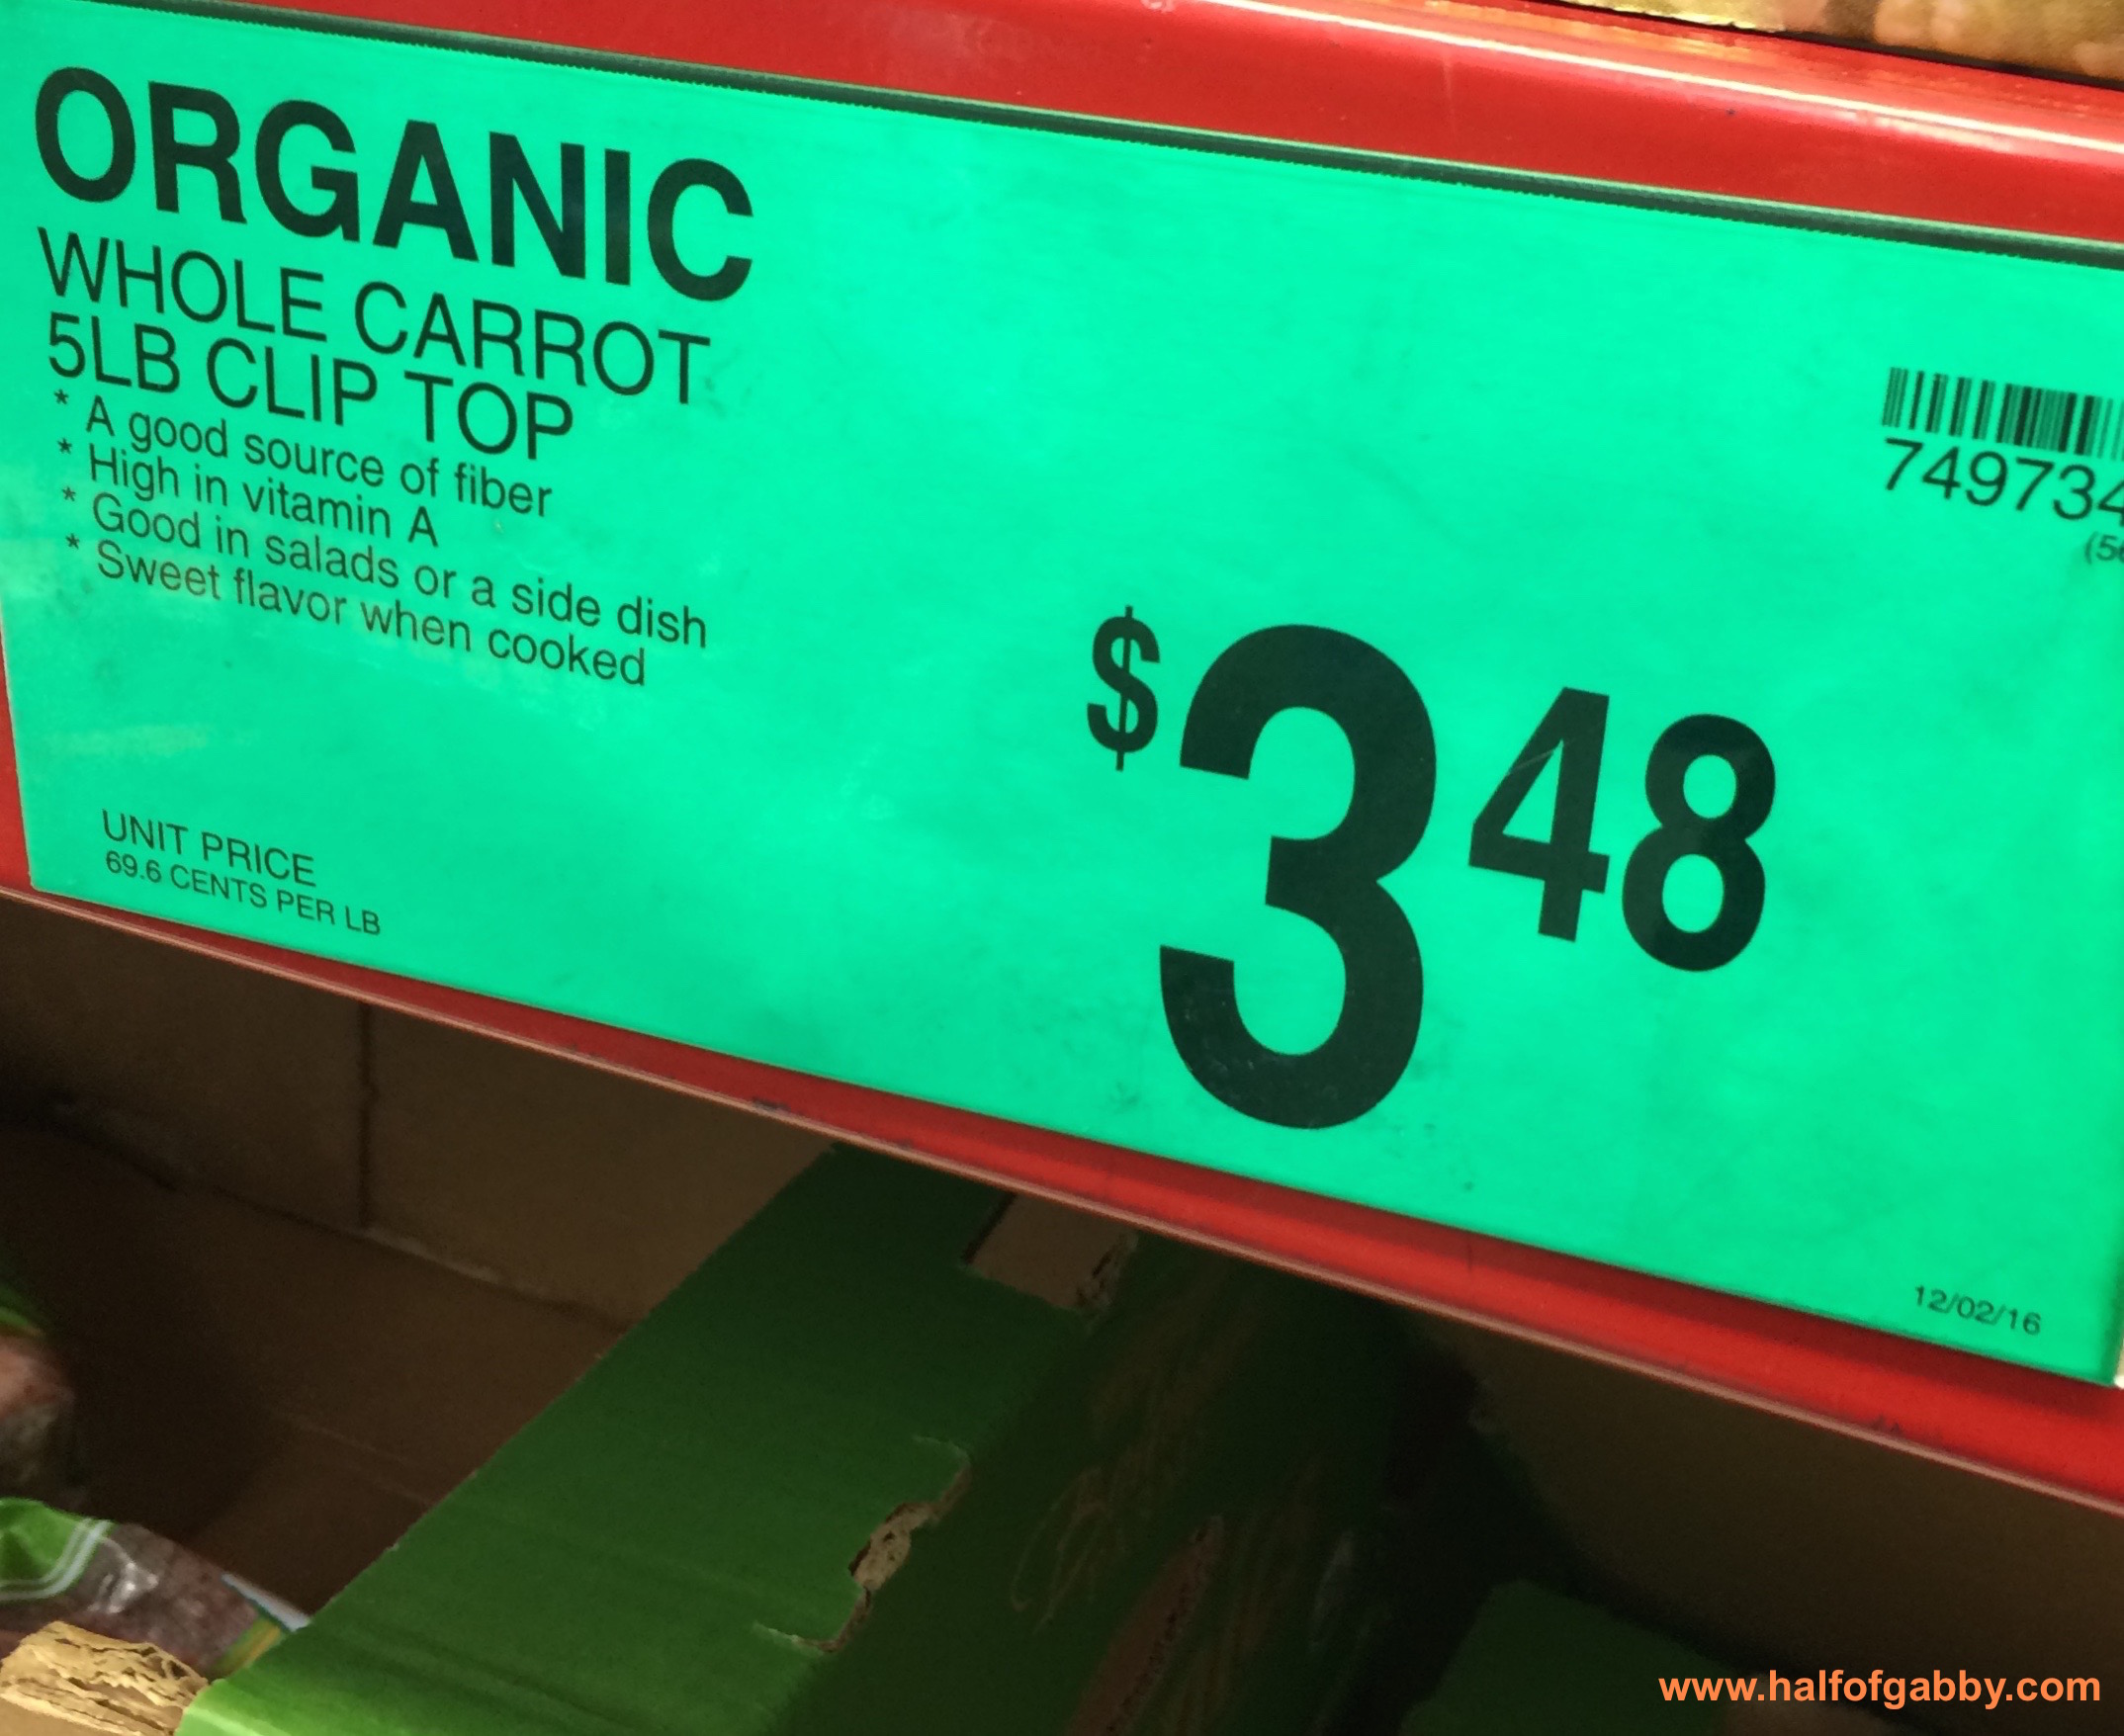 ORGANIC
WHOLE CARROT
5LB CLIP TOP
* A good source of fiber
* High in vitamin A
* Good in salads or a side dish
* Sweet flavor when cooked
749734
$348
UNIT PRICE
69.6 CENTS PER LB
12/02/16
www.halfofgabby.com